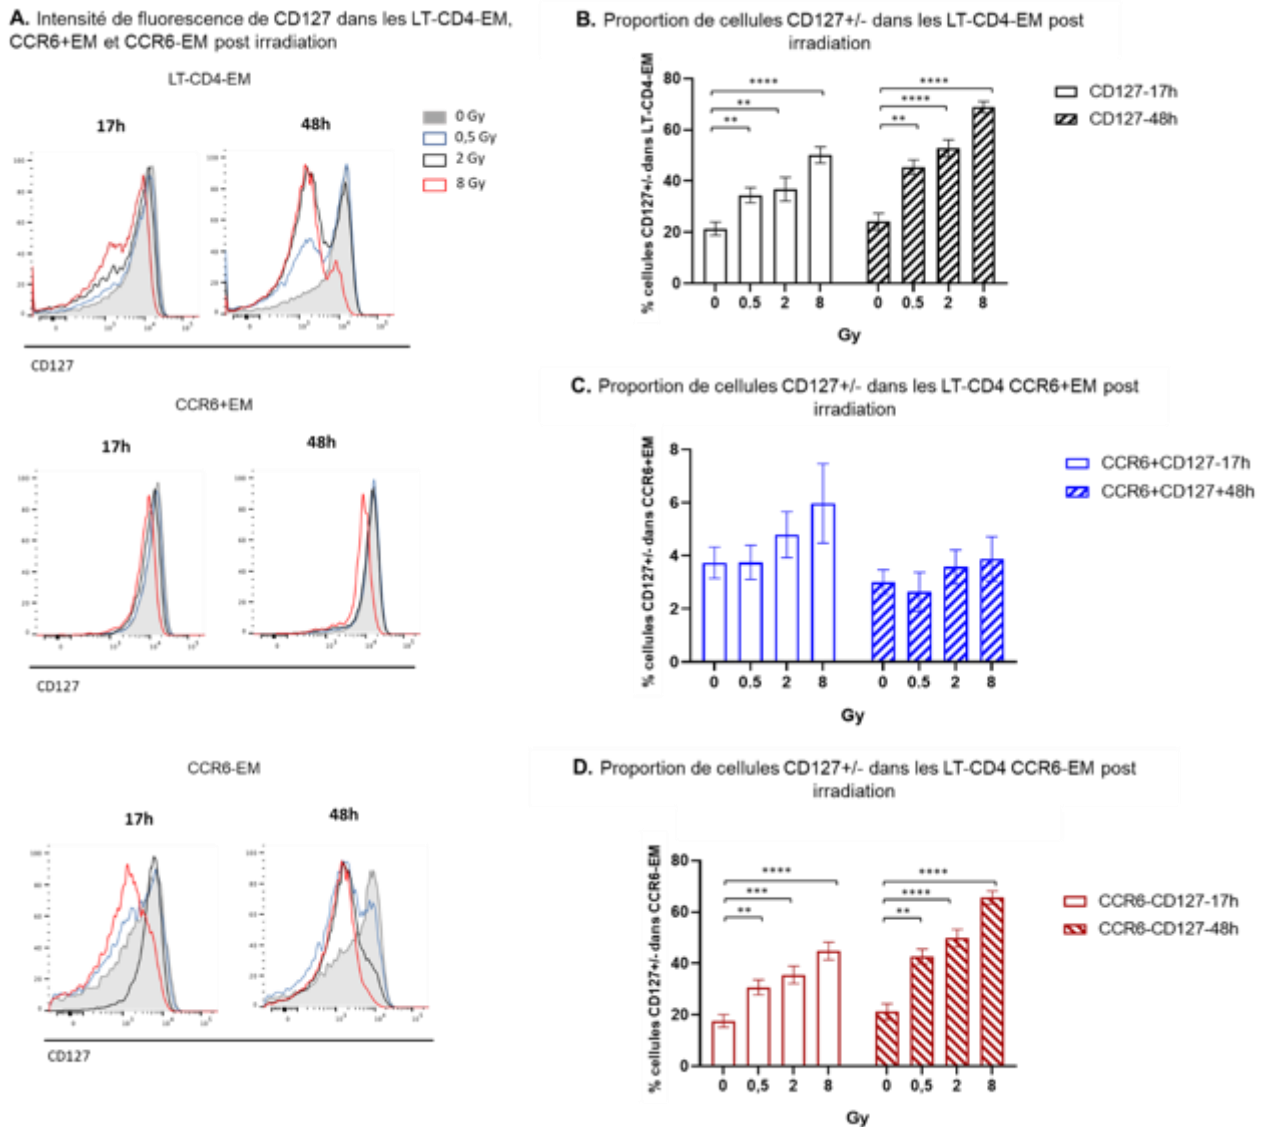 A. Intensité de fluorescence de CD127 dans les LT-CD4-EM,
CCR6+EM et CCR6-EM post irradiation
LT-CD4-EM
17h
48h
0 Gy
0,5 Gy
2 Gy
8 Gy
CD127
CCR6+EM
17h
48h
CD127
CCR6-EM
17h
48h
CD127
B. Proportion de cellules CD127+/- dans les LT-CD4-EM post
irradiation
% cellules CD127+/- dans LT-CD4-EM
80
60
40
20
0
**
**
****
**
****
****
0 0.5 2 8 0 0.5 2 8
Gy
CD127-17h
CD127-48h
C. Proportion de cellules CD127+/- dans les LT-CD4 CCR6+EM post
irradiation
% cellules CD127+/- dans CCR6+EM
8
6
4
2
0
0 0.5 2 8 0 0.5 2 8
Gy
CCR6+CD127-17h
CCR6+CD127+48h
D. Proportion de cellules CD127+/- dans les LT-CD4 CCR6-EM post
irradiation
% cellules CD127+/- dans CCR6-EM
80
60
40
20
0
**
***
****
**
****
****
0 0,5 2 8 0 0,5 2 8
Gy
CCR6-CD127-17h
CCR6-CD127-48h